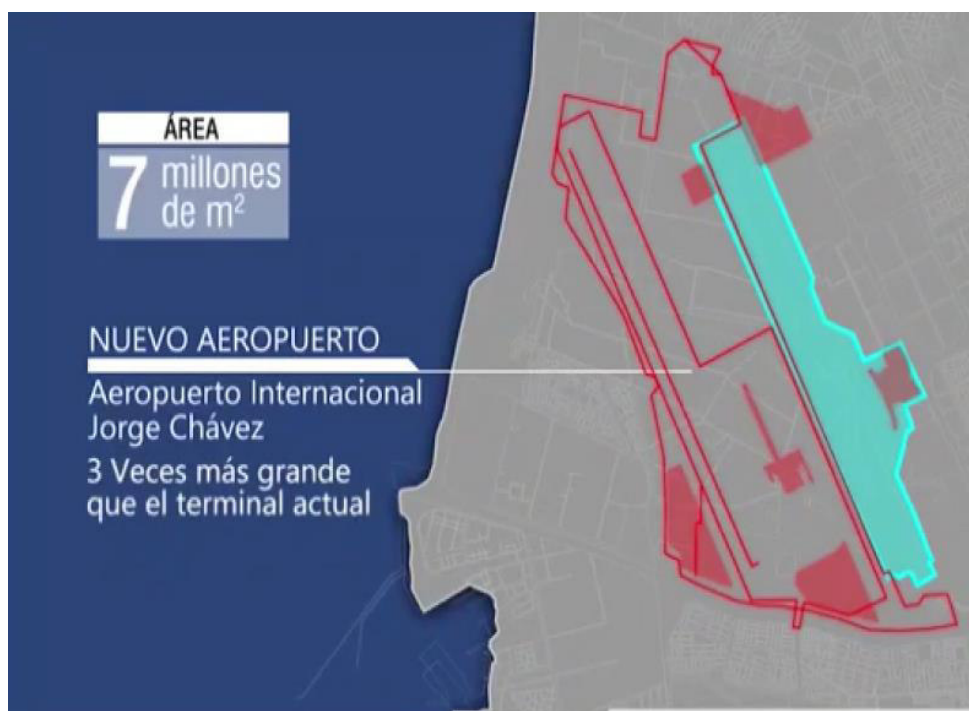 ÁREA
7 millones
de m²
NUEVO AEROPUERTO
Aeropuerto Internacional
Jorge Chávez
3 Veces más grande
que el terminal actual